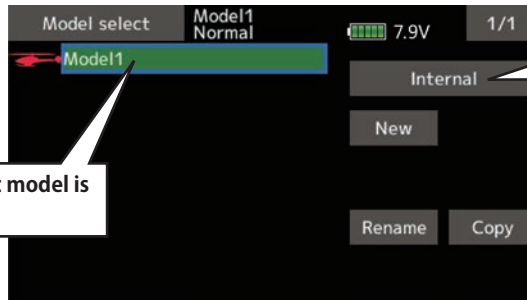 Model select
Model1
Normal
7.9V
1/1
Model1
Internal
New
model is
Rename
Copy